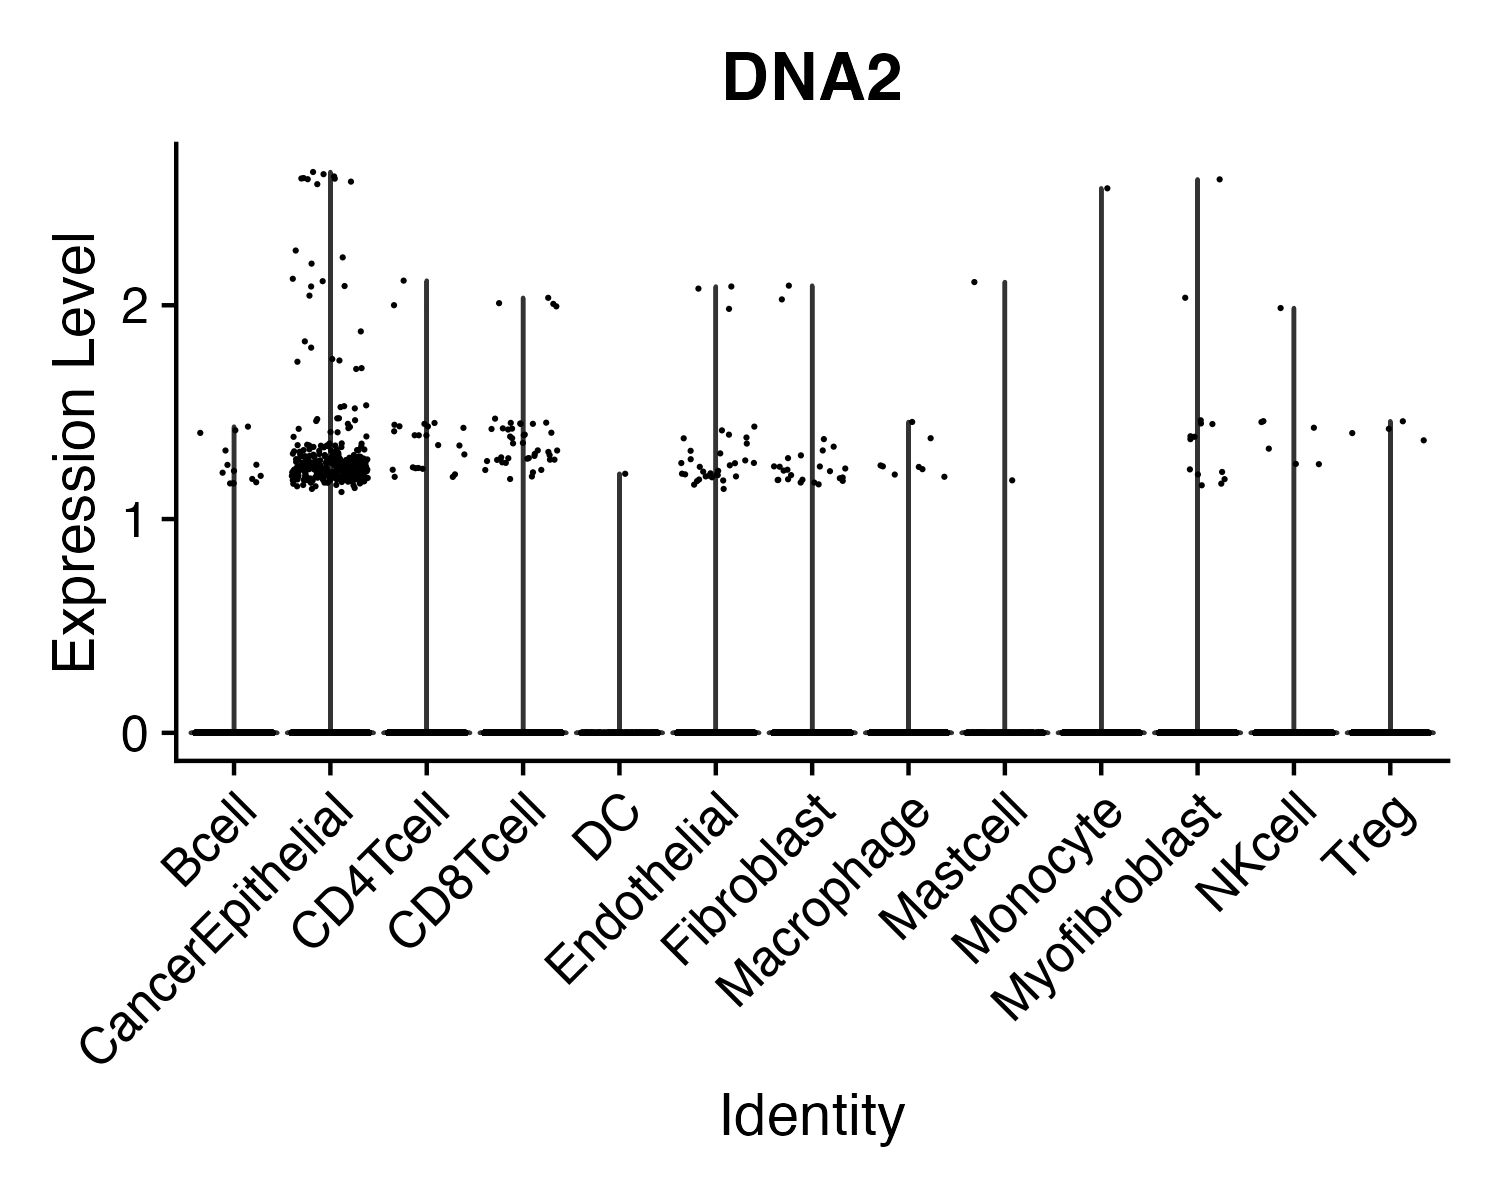 DNA2
Expression Level
2
1
0
Bcell
CancerEpithelial
CD4Tcell
CD8Tcell
DC
Endothelial
Fibroblast
Macrophage
Mastcell
Monocyte
Myofibroblast
NKcell
Treg
Identity